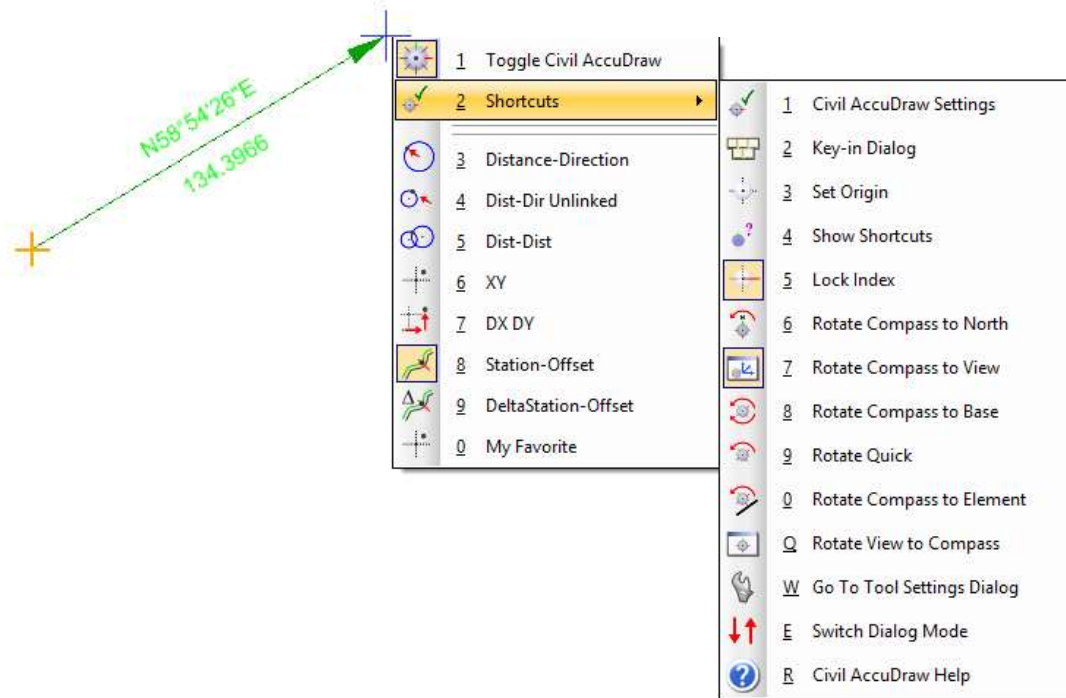 N58°54'26"E
134.3966
1 Toggle Civil AccuDraw
2 Shortcuts
3 Distance-Direction
4 Dist-Dir Unlinked
5 Dist-Dist
6 XY
7 DX DY
8 Station-Offset
9 DeltaStation-Offset
0 My Favorite
1 Civil AccuDraw Settings
2 Key-in Dialog
3 Set Origin
4 Show Shortcuts
5 Lock Index
6 Rotate Compass to North
7 Rotate Compass to View
8 Rotate Compass to Base
9 Rotate Quick
0 Rotate Compass to Element
Q Rotate View to Compass
W Go To Tool Settings Dialog
E Switch Dialog Mode
R Civil AccuDraw Help